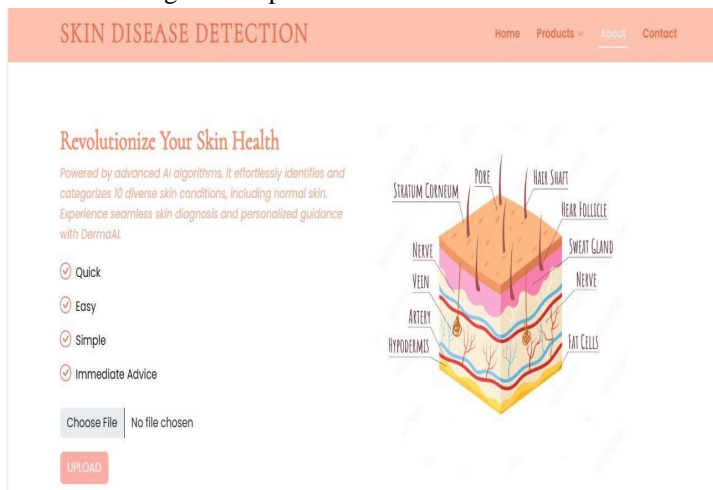 SKIN DISEASE DETECTION
Home Products About Contact
Revolutionize Your Skin Health
Powered by advanced AI algorithms, it effortlessly identifies and
categorizes 10 diverse skin conditions, including normal skin.
Experience seamless skin diagnosis and personalized guidance
with DermaAI.
Quick
Easy
Simple
Immediate Advice
Choose File No file chosen
UPLOAD
STRATUM CORNEUM
PORE
HAIR SHAFT
HEAR FOLLICLE
SWEAT GLAND
NERVE
NERVE
VEIN
ARTERY
HYPODERMIS
FAT CELLS